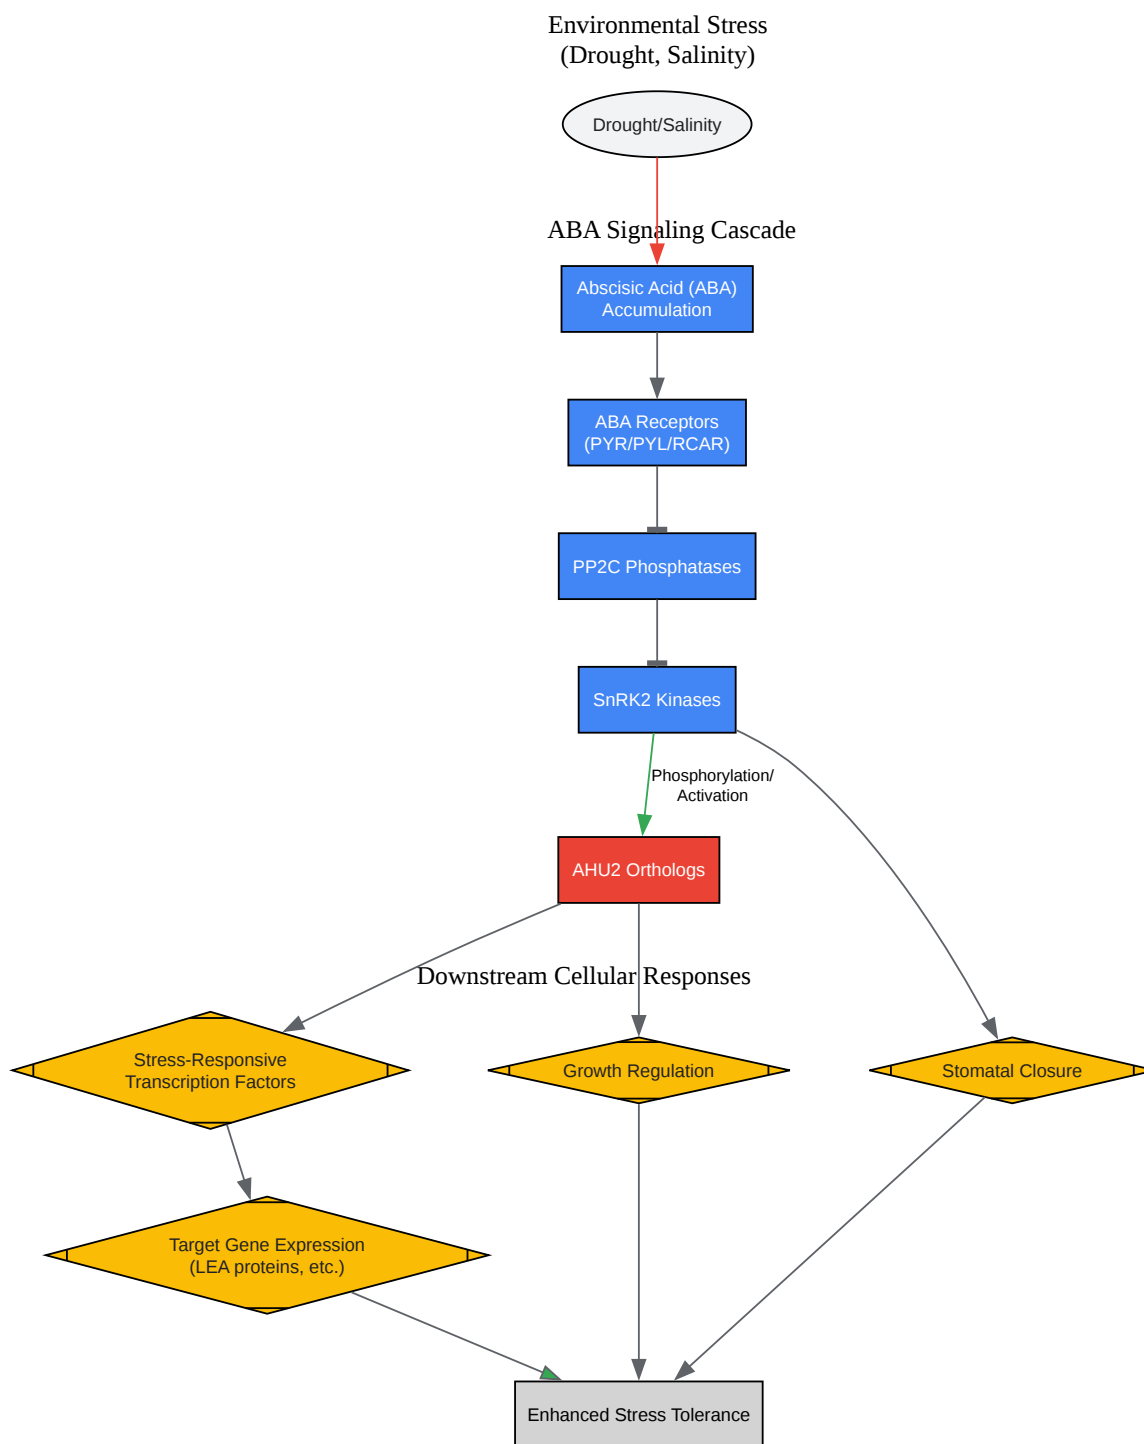 Environmental Stress
(Drought, Salinity)
Drought/Salinity
ABA Signaling Cascade
Abscisic Acid (ABA)
Accumulation
ABA Receptors
(PYR/PYL/RCAR)
PP2C Phosphatases
SnRK2 Kinases
Phosphorylation/
Activation
AHU2 Orthologs
Downstream Cellular Responses
Stress-Responsive
Transcription Factors
Growth Regulation
Stomatal Closure
Target Gene Expression
(LEA proteins, etc.)
Enhanced Stress Tolerance